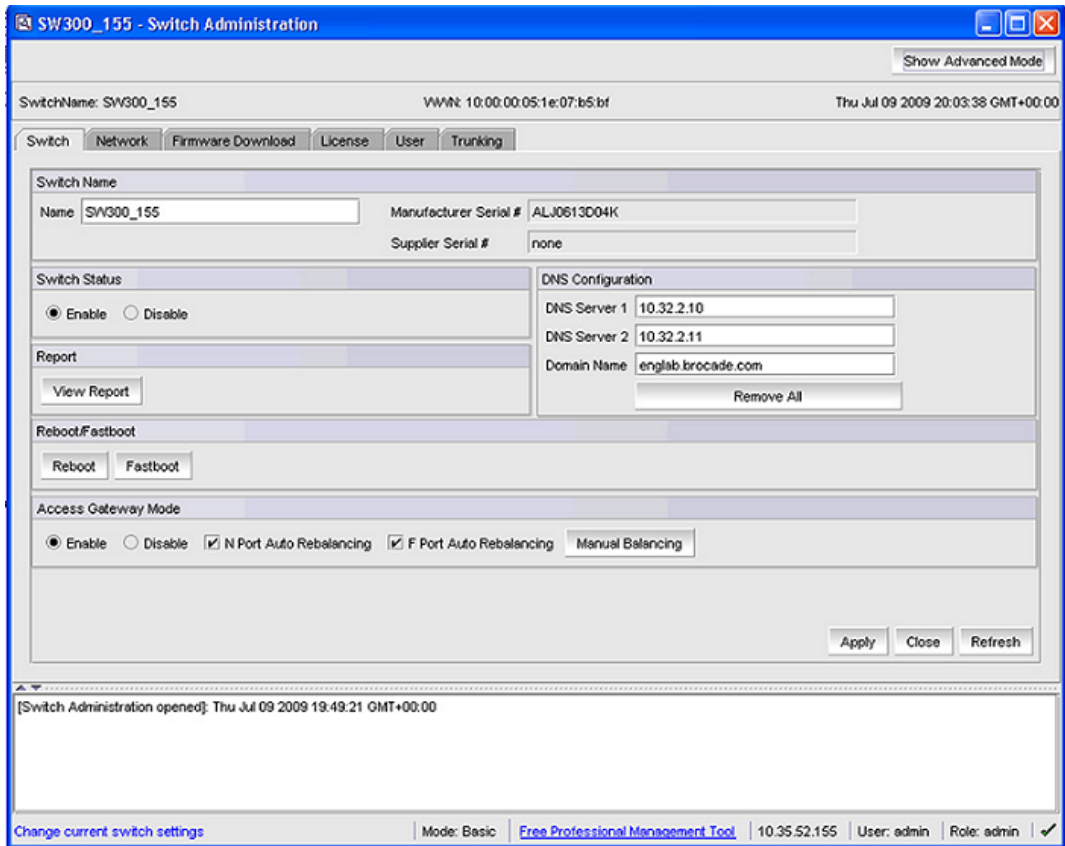 SW300_155 - Switch Administration
Show Advanced Mode
SwitchName: SW300_155 WWN: 10:00:00:05:1e:07:b5:bf Thu Jul 09 2009 20:03:38 GMT+00:00
Switch Network Firmware Download License User Trunking
Switch Name
Name SW300_155 Manufacturer Serial # ALJ0613D04K
Supplier Serial # none
Switch Status
Enable Disable
Report
View Report
DNS Configuration
DNS Server 1 10.32.2.10
DNS Server 2 10.32.2.11
Domain Name englab.brocade.com
Remove All
Reboot/Fastboot
Reboot Fastboot
Access Gateway Mode
Enable Disable N Port Auto Rebalancing F Port Auto Rebalancing Manual Balancing
Apply Close Refresh
[Switch Administration opened]: Thu Jul 09 2009 19:49:21 GMT+00:00
Change current switch settings Mode: Basic Free Professional Management Tool 10.35.52.155 User: admin Role: admin